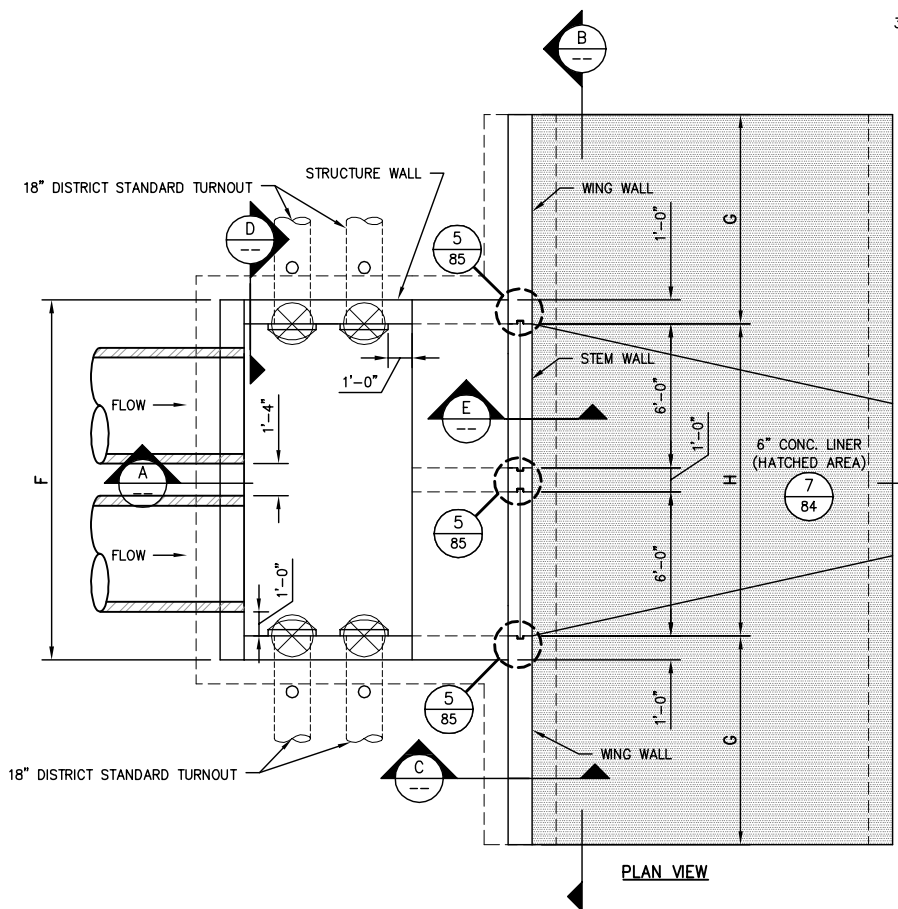 B
--
3
18" DISTRICT STANDARD TURNOUT
STRUCTURE WALL
WING WALL
G
1'-0"
D
--
5
85
STEM WALL
1'-0"
6'-0"
E
--
FLOW
1'-4"
1'-0"
6" CONC. LINER
(HATCHED AREA)
7
84
H
F
A
--
5
85
FLOW
1'-0"
6'-0"
5
85
1'-0"
G
WING WALL
18" DISTRICT STANDARD TURNOUT
C
--
PLAN VIEW